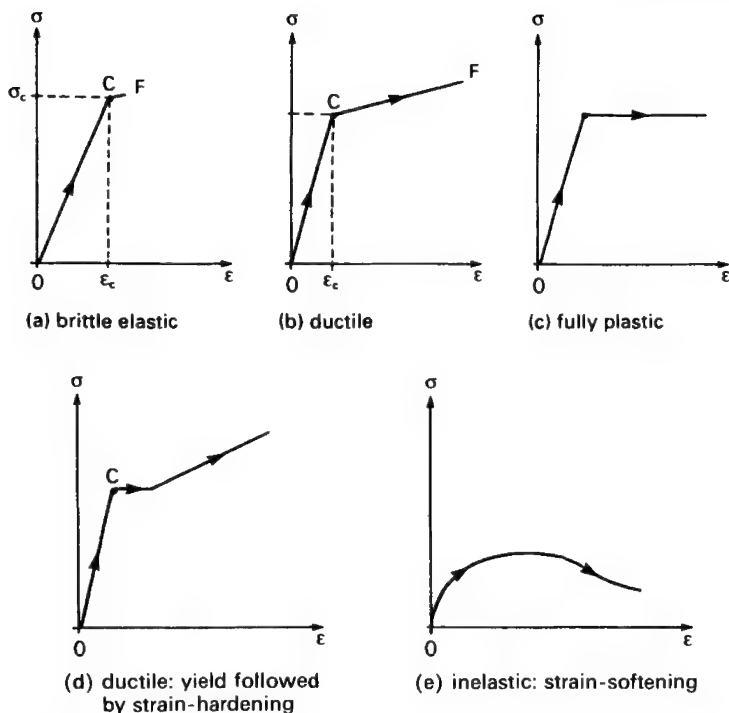 σ
σc
C
F
0
εc
ε
(a) brittle elastic
σ
C
F
0
εc
ε
(b) ductile
σ
0
ε
(c) fully plastic
σ
C
0
ε
(d) ductile: yield followed
by strain-hardening
σ
0
ε
(e) inelastic: strain-softening